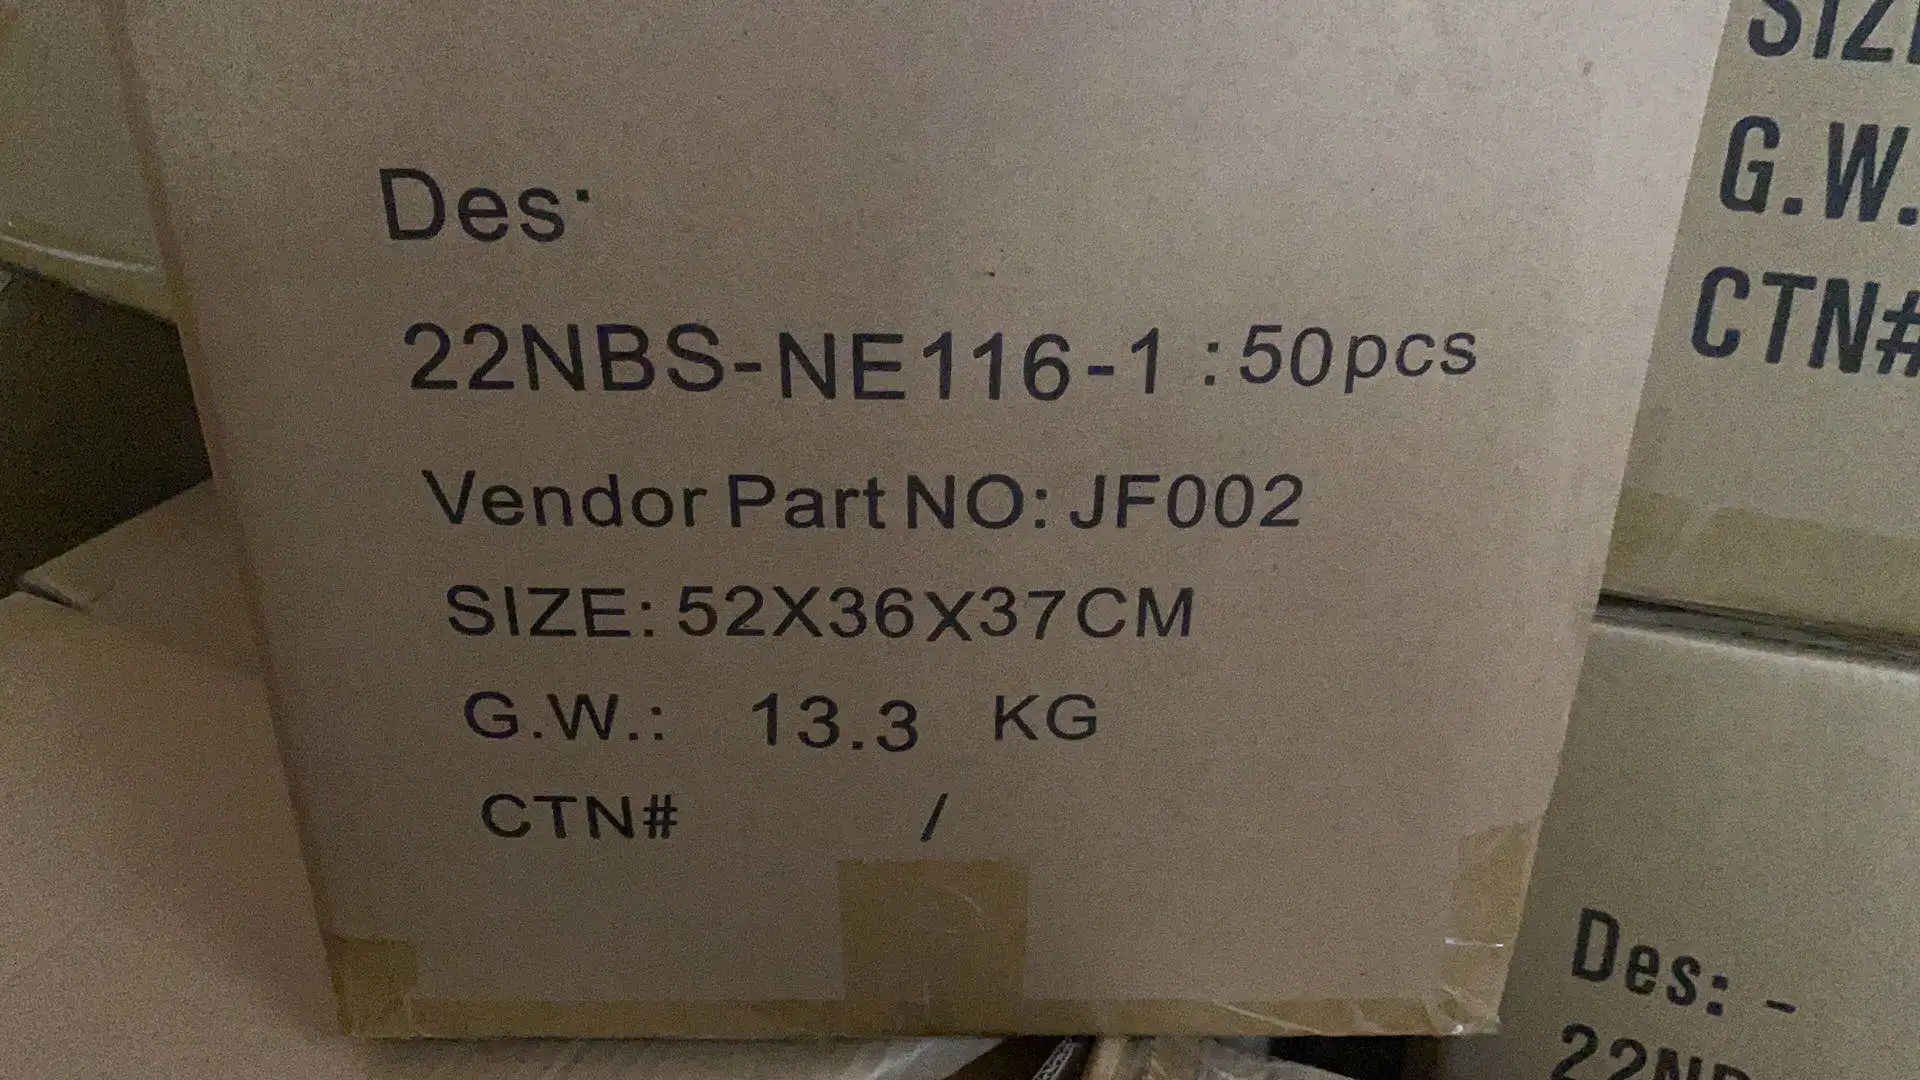 Des:
22NBS-NE116-1:50pcs
Vendor Part NO: JF002
SIZE: 52X36X37CM
G.W.: 13.3 KG
CTN# /
G.W.
CTN#
Des: -